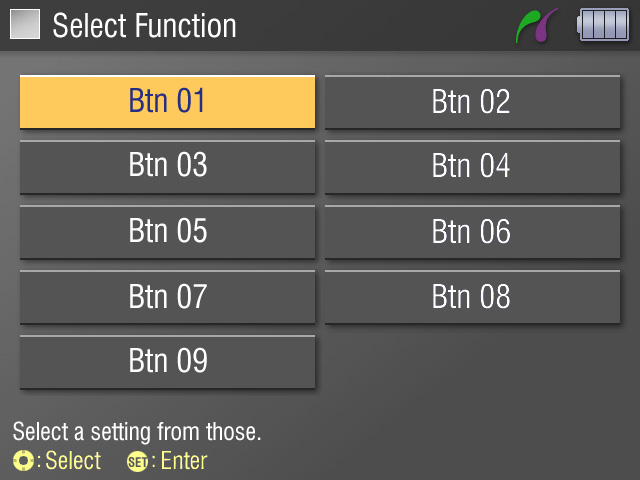 Select Function
Btn 01 Btn 02
Btn 03 Btn 04
Btn 05 Btn 06
Btn 07 Btn 08
Btn 09
Select a setting from those.
: Select SET : Enter